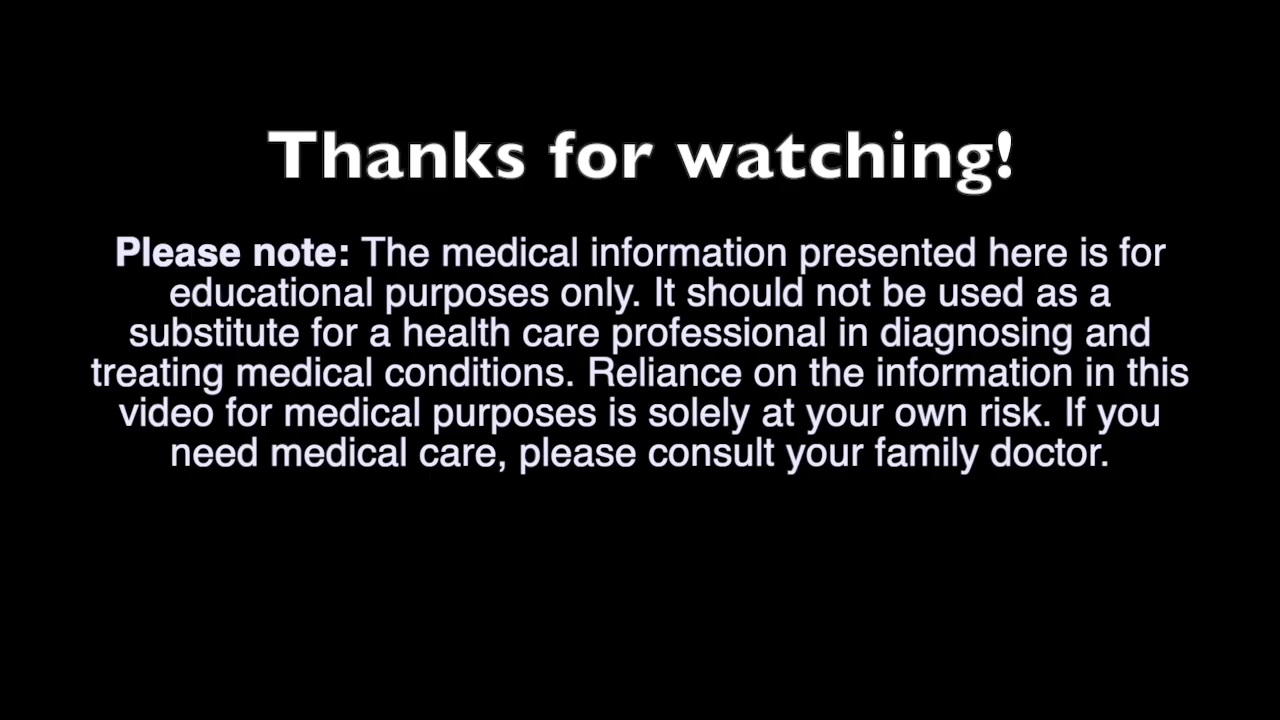 Thanks for watching!
Please note: The medical information presented here is for
educational purposes only. It should not be used as a
substitute for a health care professional in diagnosing and
treating medical conditions. Reliance on the information in this
video for medical purposes is solely at your own risk. If you
need medical care, please consult your family doctor.